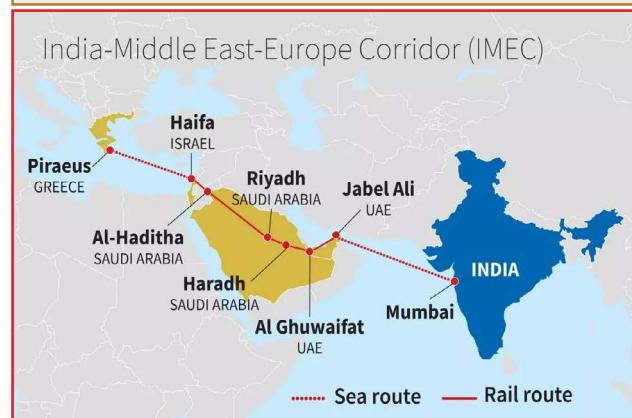 India-Middle East-Europe Corridor (IMEC)
Haifa
ISRAEL
Piraeus
GREECE
Riyadh
SAUDI ARABIA
Jabel Ali
UAE
Al-Haditha
SAUDI ARABIA
Haradh
SAUDI ARABIA
INDIA
Mumbai
Al Ghuwaifat
UAE
Sea route
Rail route